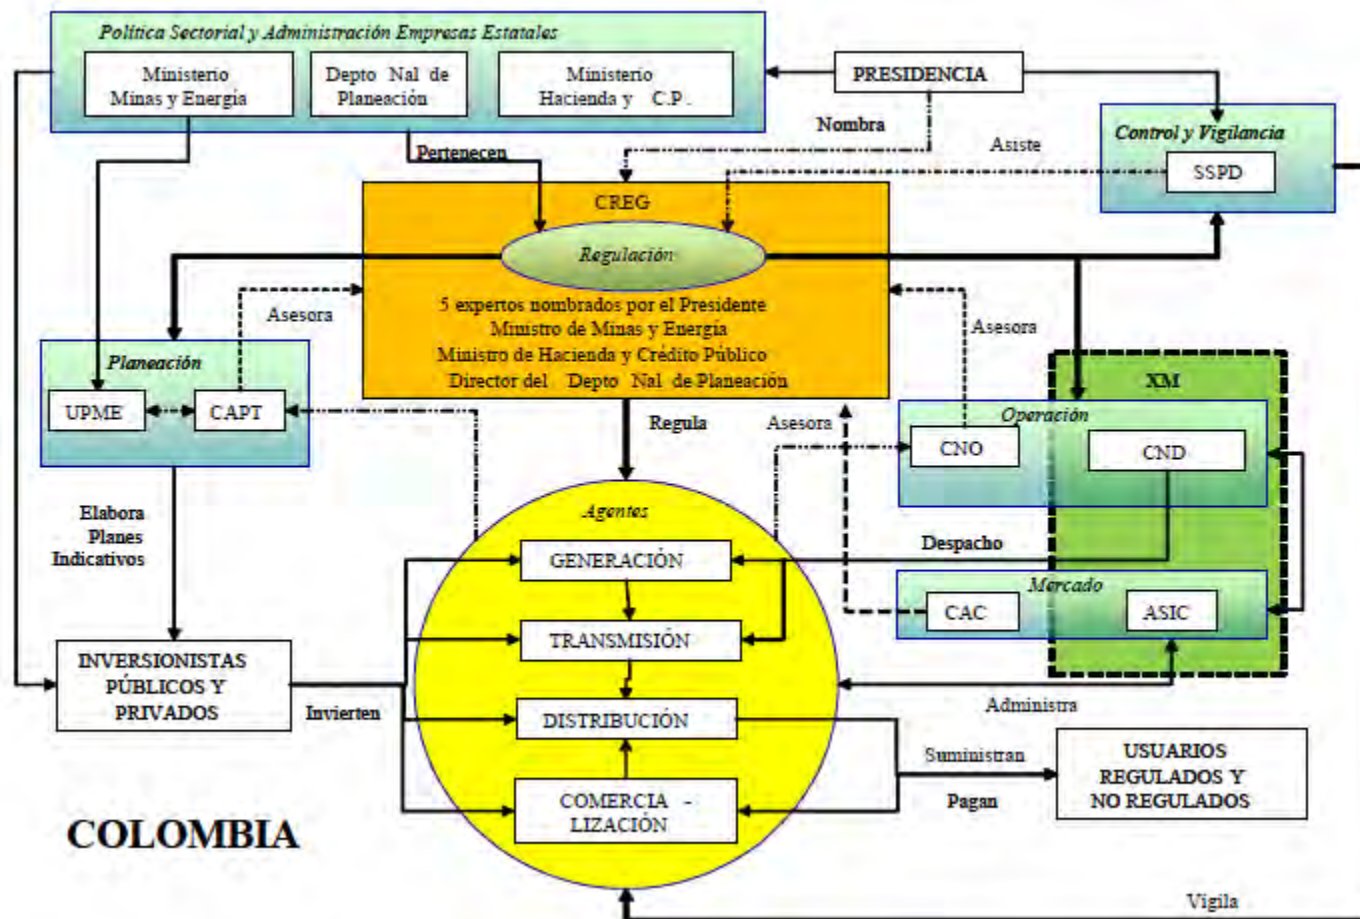 Política Sectorial y Administración Empresas Estatales
Ministerio
Minas y Energía
Depto Nal de
Planeación
Ministerio
Hacienda y C.P.
PRESIDENCIA
Nombra
Control y Vigilancia
SSPD
Asiste
Pertenecen
CREG
Regulación
5 expertos nombrados por el Presidente
Ministro de Minas y Energía
Ministro de Hacienda y Crédito Público
Director del Depto Nal de Planeación
Asesora
Asesora
Planeación
UPME
CAPT
XM
Operación
CNO
CND
Regula
Asesora
Elabora
Planes
Indicativos
Agentes
GENERACIÓN
Despacho
Mercado
CAC
ASIC
TRANSMISIÓN
INVERSIONISTAS
PÚBLICOS Y
PRIVADOS
Invierten
DISTRIBUCIÓN
Administra
Suministran
Pagan
USUARIOS
REGULADOS Y
NO REGULADOS
COMERCIA -
LIZACIÓN
COLOMBIA
Vigila